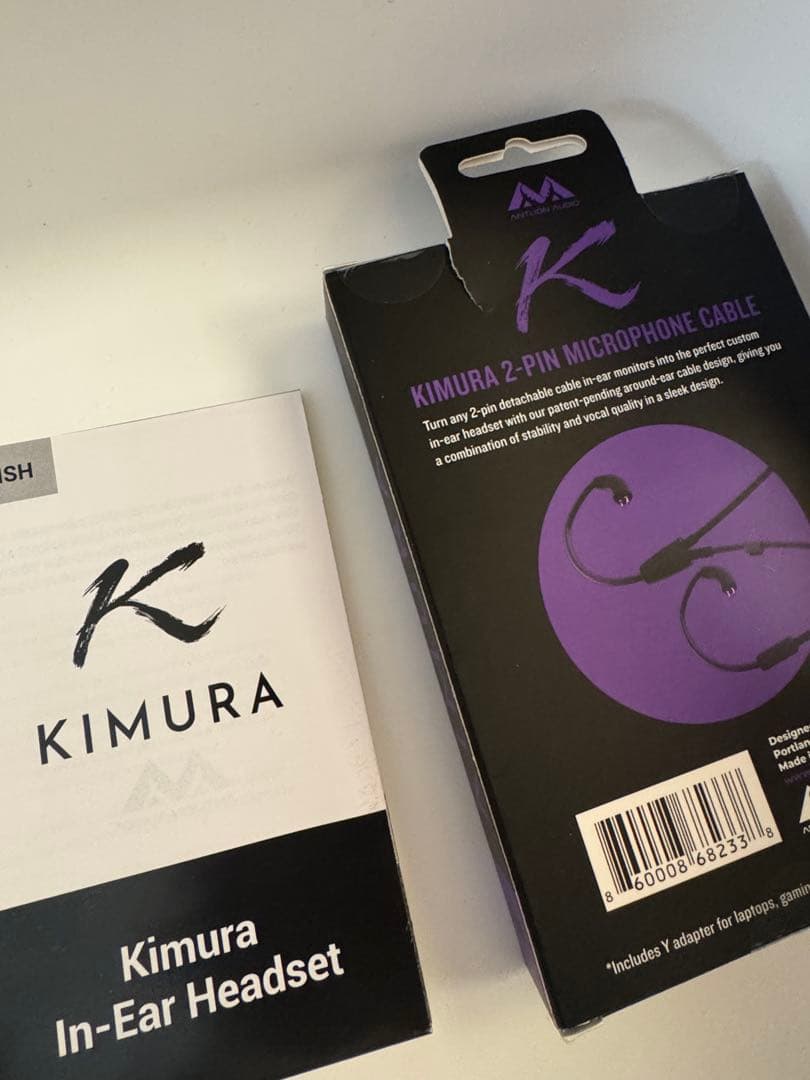 ISH
K
KIMURA
Kimura
In-Ear Headset
ANTLION AUDIO
K
KIMURA 2-PIN MICROPHONE CABLE
Turn any 2-pin detachable cable in-ear monitors into the perfect custom
in-ear headset with our patent-pending around-ear cable design, giving you
a combination of stability and vocal quality in a sleek design.
Designe
Portlan
Made
8 60008 68233 8
*Includes Y adapter for laptops, gamin